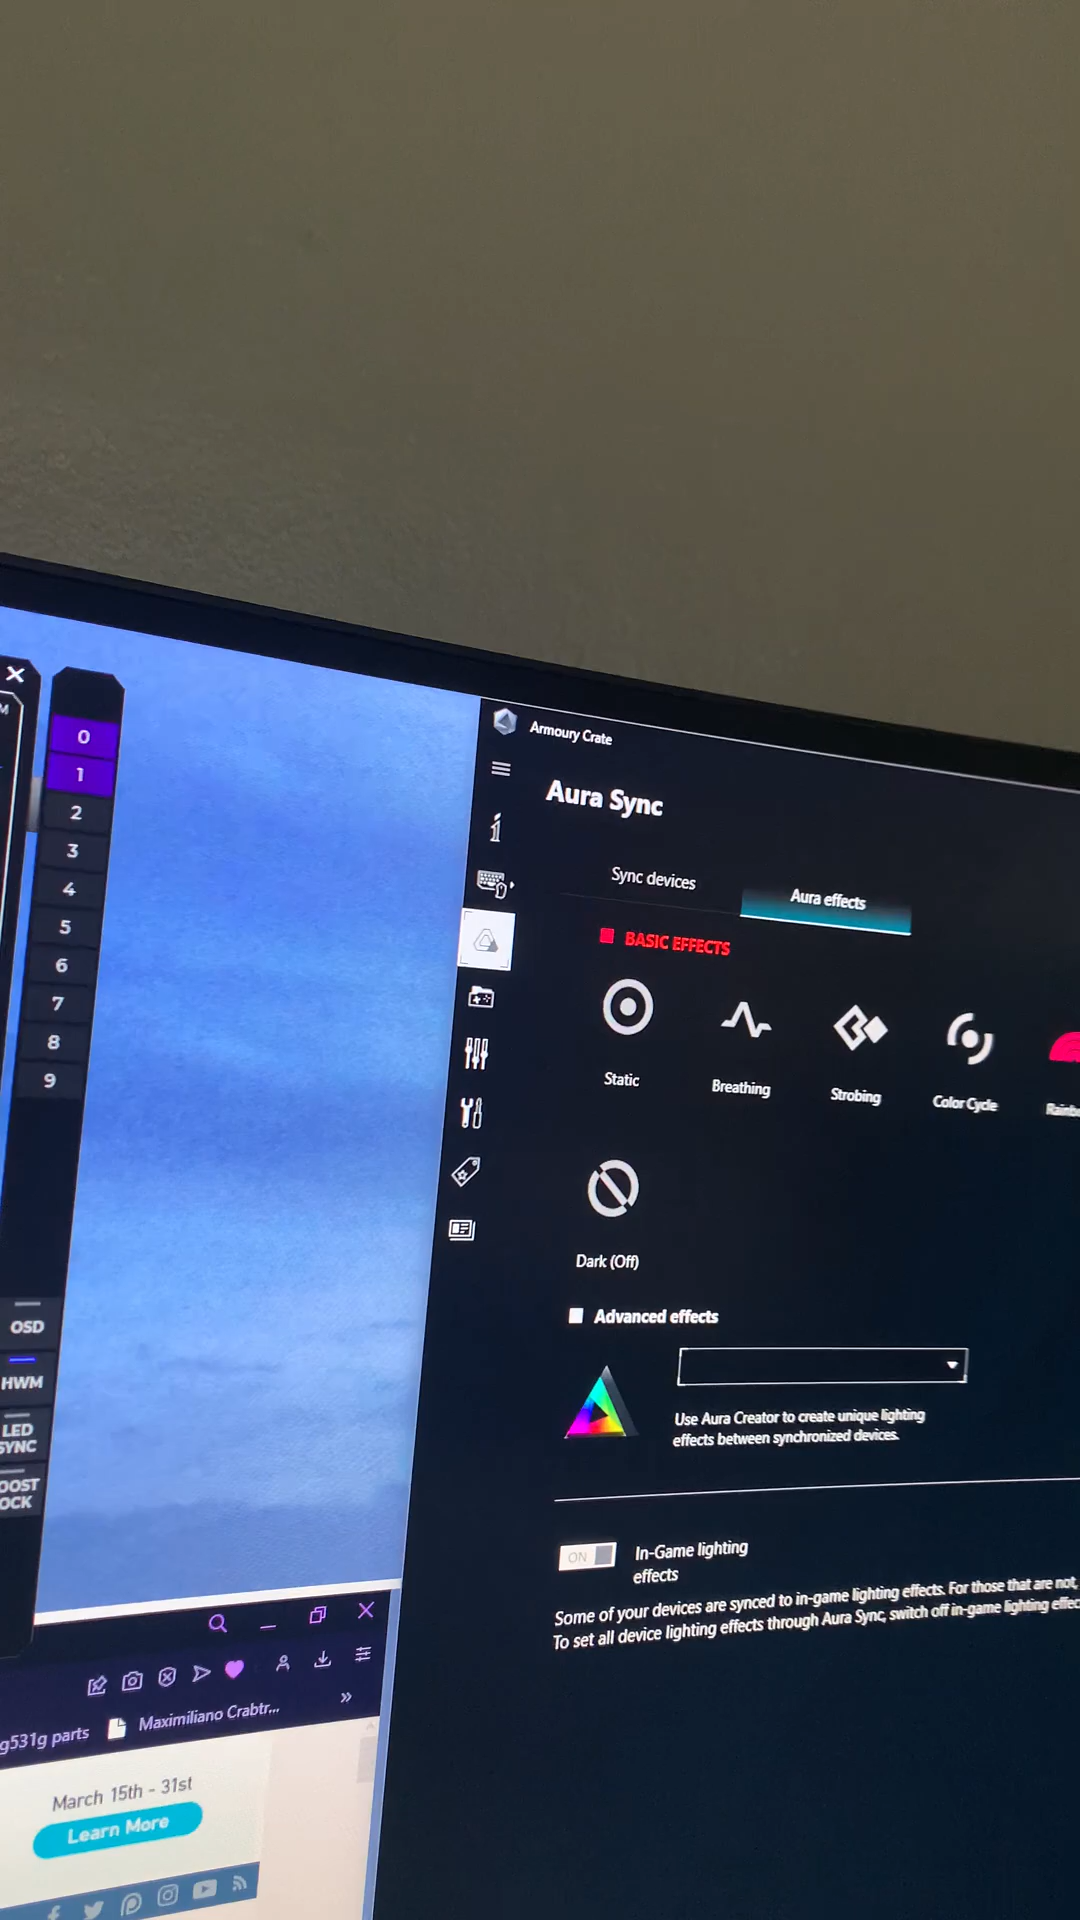 M
0
1
2
3
4
5
6
7
8
9
OSD
HWM
LED
SYNC
Armoury Crate
Aura Sync
Sync devices
Aura effects
BASIC EFFECTS
Static
Breathing
Strobing
Color Cycle
Dark (Off)
Advanced effects
Use Aura Creator to create unique lighting
effects between synchronized devices.
ON
In-Game lighting
effects
Some of your devices are synced to in-game lighting effects. For those that are not,
To set all device lighting effects through Aura Sync, switch off in-game lighting effec
g531g parts
Maximiliano Crabtr...
March 15th - 31st
Learn More